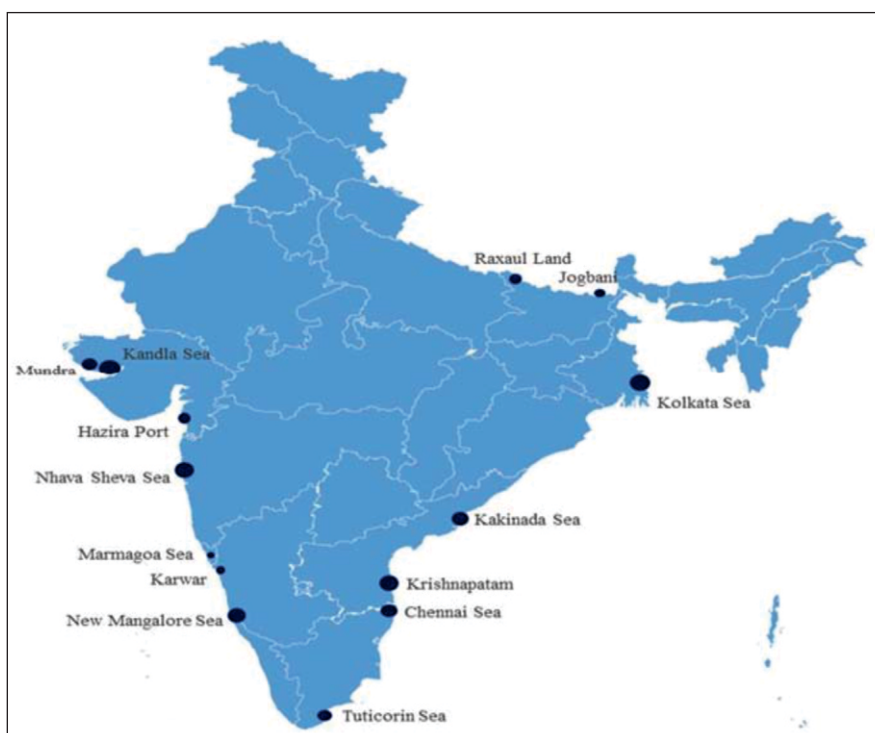 Raxaul Land
Jogbani
Kandla Sea
Mundra
Kolkata Sea
Hazira Port
Nhava Sheva Sea
Kakinada Sea
Marmagoa Sea
Karwar
Krishnapatam
Chennai Sea
New Mangalore Sea
Tuticorin Sea